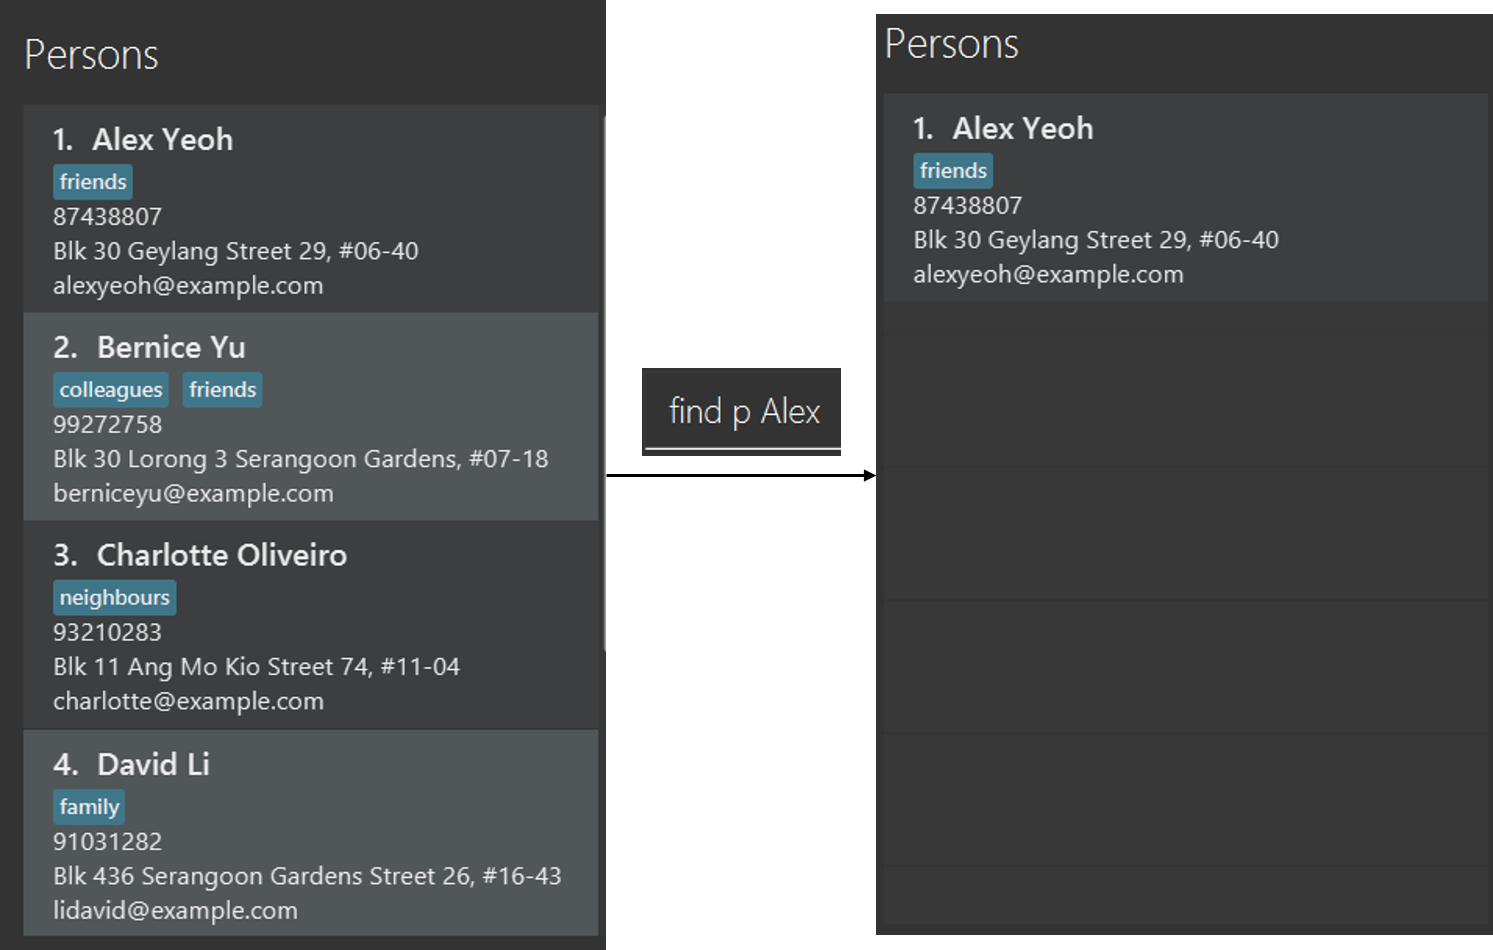 Persons
1. Alex Yeoh
friends
87438807
Blk 30 Geylang Street 29, #06-40
alexyeoh@example.com
2. Bernice Yu
colleagues friends
99272758
Blk 30 Lorong 3 Serangoon Gardens, #07-18
berniceyu@example.com
3. Charlotte Oliveiro
neighbours
93210283
Blk 11 Ang Mo Kio Street 74, #11-04
charlotte@example.com
4. David Li
family
91031282
Blk 436 Serangoon Gardens Street 26, #16-43
lidavid@example.com
find p Alex
Persons
1. Alex Yeoh
friends
87438807
Blk 30 Geylang Street 29, #06-40
alexyeoh@example.com